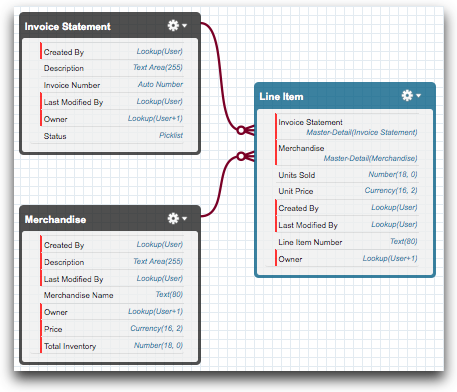 Invoice Statement
Created By Lookup(User)
Description Text Area(255)
Invoice Number Auto Number
Last Modified By Lookup(User)
Owner Lookup(User+1)
Status Picklist
Line Item
Invoice Statement
Master-Detail(Invoice Statement)
Merchandise
Master-Detail(Merchandise)
Units Sold Number(18, 0)
Unit Price Currency(16, 2)
Created By Lookup(User)
Last Modified By Lookup(User)
Line Item Number Text(80)
Owner Lookup(User+1)
Merchandise
Created By Lookup(User)
Description Text Area(255)
Last Modified By Lookup(User)
Merchandise Name Text(80)
Owner Lookup(User+1)
Price Currency(16, 2)
Total Inventory Number(18, 0)